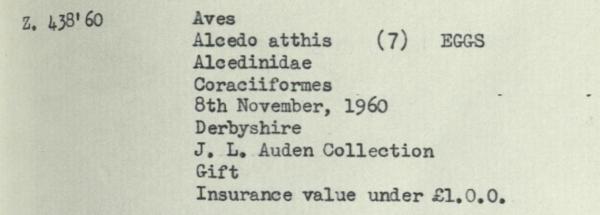 Z. 438'60 Aves
Alcedo atthis (7) EGGS
Alcedinidae
Coraciiformes
8th November, 1960
Derbyshire
J. L. Auden Collection
Gift
Insurance value under £1.0.0.